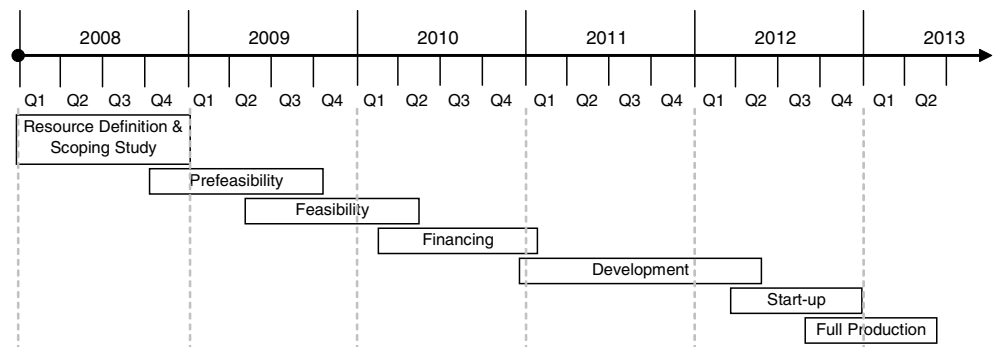 2008 2009 2010 2011 2012 2013
Q1 Q2 Q3 Q4 Q1 Q2 Q3 Q4 Q1 Q2 Q3 Q4 Q1 Q2 Q3 Q4 Q1 Q2 Q3 Q4 Q1 Q2
Resource Definition &
Scoping Study
Prefeasibility
Feasibility
Financing
Development
Start-up
Full Production